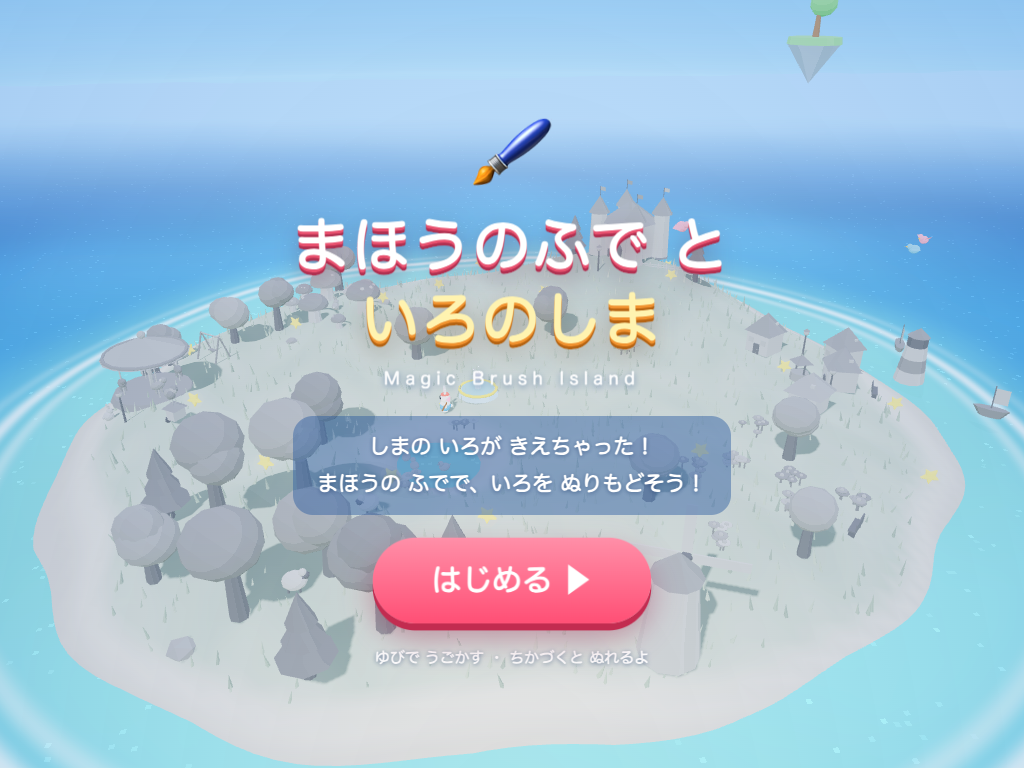 まほうのふで と
いろのしま
Magic Brush Island
しまの いろが きえちゃった！
まほうの ふでで、いろを ぬりもどそう！
はじめる ▶
ゆびで うごかす ・ ちかづくと ぬれるよ